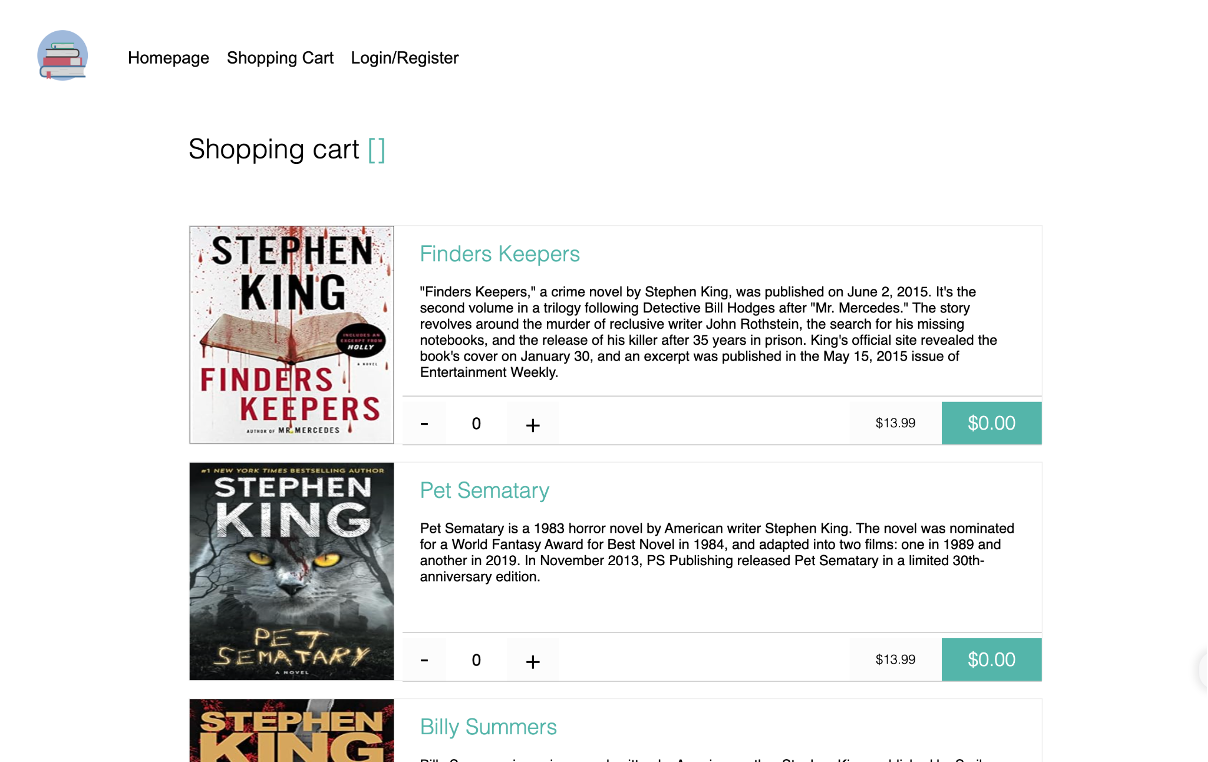 Homepage Shopping Cart Login/Register
Shopping cart []
STEPHEN
KING
INCLUDES AN
EXCERPT FROM
HOLLY
A NOVEL
FINDERS
KEEPERS
AUTHOR OF MR. MERCEDES
Finders Keepers
"Finders Keepers," a crime novel by Stephen King, was published on June 2, 2015. It's the
second volume in a trilogy following Detective Bill Hodges after "Mr. Mercedes." The story
revolves around the murder of reclusive writer John Rothstein, the search for his missing
notebooks, and the release of his killer after 35 years in prison. King's official site revealed the
book's cover on January 30, and an excerpt was published in the May 15, 2015 issue of
Entertainment Weekly.
- 0 + $13.99 $0.00
#1 NEW YORK TIMES BESTSELLING AUTHOR
STEPHEN
KING
PET
SEMATARY
A NOVEL
Pet Sematary
Pet Sematary is a 1983 horror novel by American writer Stephen King. The novel was nominated
for a World Fantasy Award for Best Novel in 1984, and adapted into two films: one in 1989 and
another in 2019. In November 2013, PS Publishing released Pet Sematary in a limited 30th-
anniversary edition.
- 0 + $13.99 $0.00
STEPHEN
KING
Billy Summers